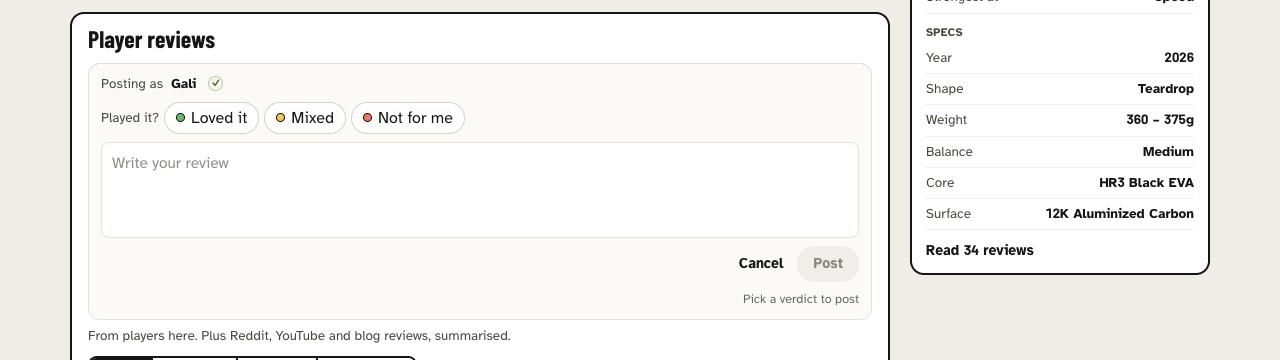 Player reviews
Posting as Gali
Played it? Loved it Mixed Not for me
Write your review
Cancel Post
Pick a verdict to post
From players here. Plus Reddit, YouTube and blog reviews, summarised.
SPECS
Year 2026
Shape Teardrop
Weight 360 – 375g
Balance Medium
Core HR3 Black EVA
Surface 12K Aluminized Carbon
Read 34 reviews